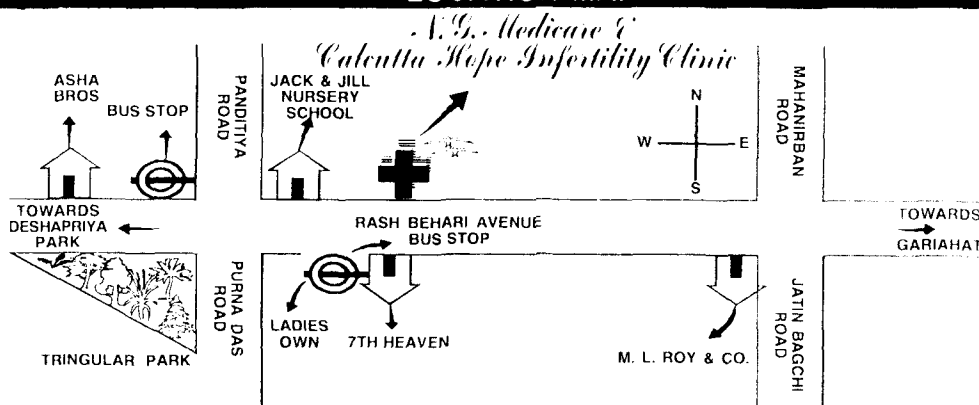 N.G. Medicare &
Calcutta Hope Infertility Clinic
ASHA
BROS
BUS STOP
PANDITIYA
ROAD
JACK & JILL
NURSERY
SCHOOL
N
W
E
S
MAHANIRBAN
ROAD
TOWARDS
DESHAPRIYA
PARK
RASH BEHARI AVENUE
BUS STOP
TOWARDS
GARIAHAT
PURNA DAS
ROAD
LADIES
OWN
7TH HEAVEN
TRINGULAR PARK
M. L. ROY & CO.
JATIN BAGCHI
ROAD